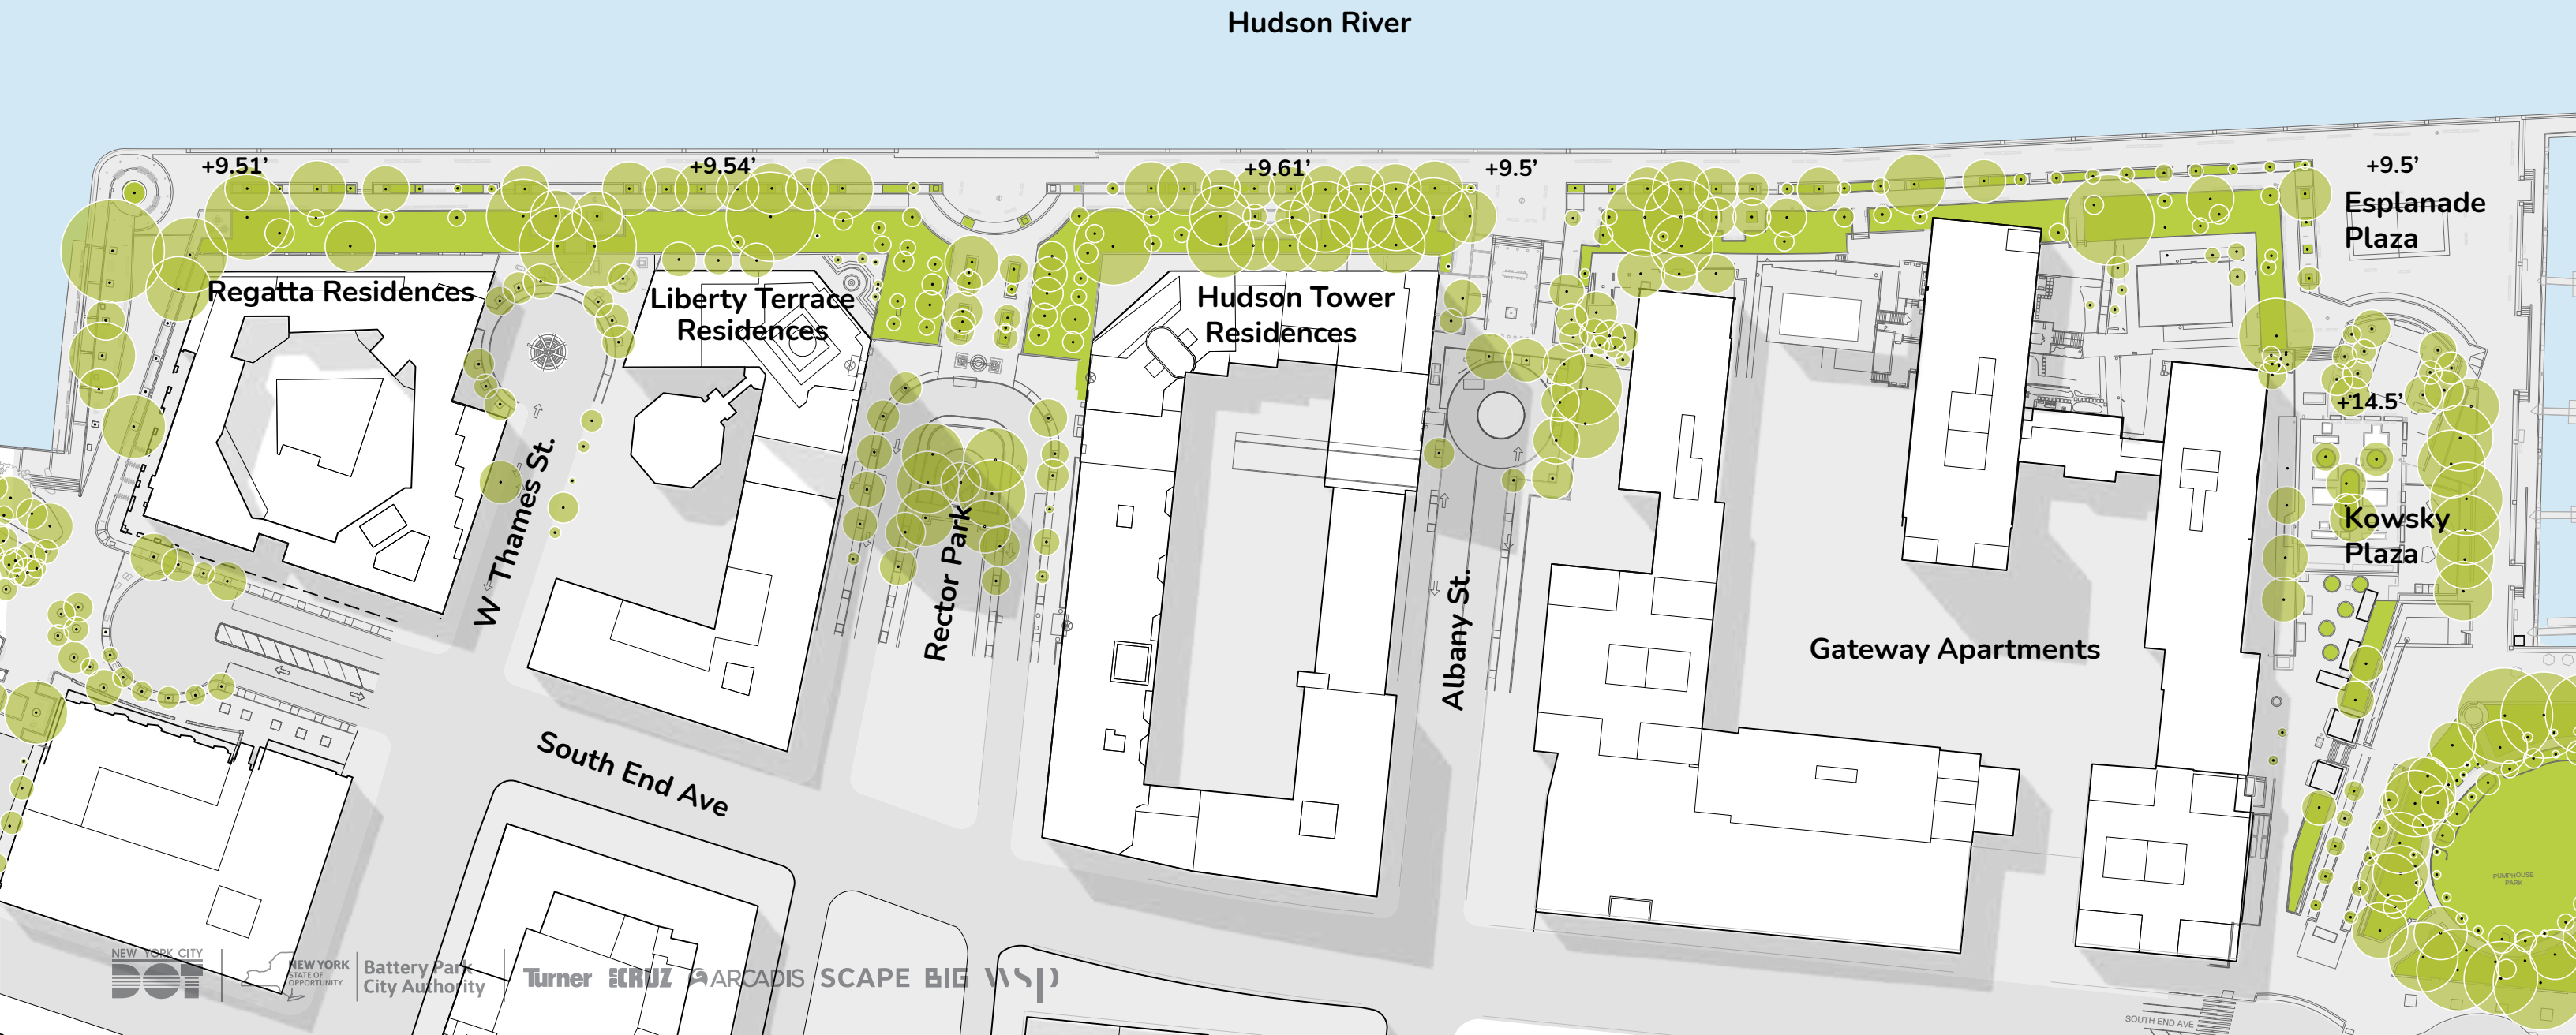 Hudson River
+9.51’
+9.54’
+9.61’
+9.5’
+9.5’
Esplanade
Plaza
Regatta Residences
Liberty Terrace
Residences
Hudson Tower
Residences
+14.5’
Kowsky
Plaza
W Thames St.
Rector Park
Albany St.
Gateway Apartments
South End Ave
PUMPHOUSE
PARK
NEW YORK CITY
DOT
NEW YORK
STATE OF
OPPORTUNITY.
Battery Park
City Authority
Turner
CRUZ
ARCADIS
SCAPE
BIG
wsp
SOUTH END AVE